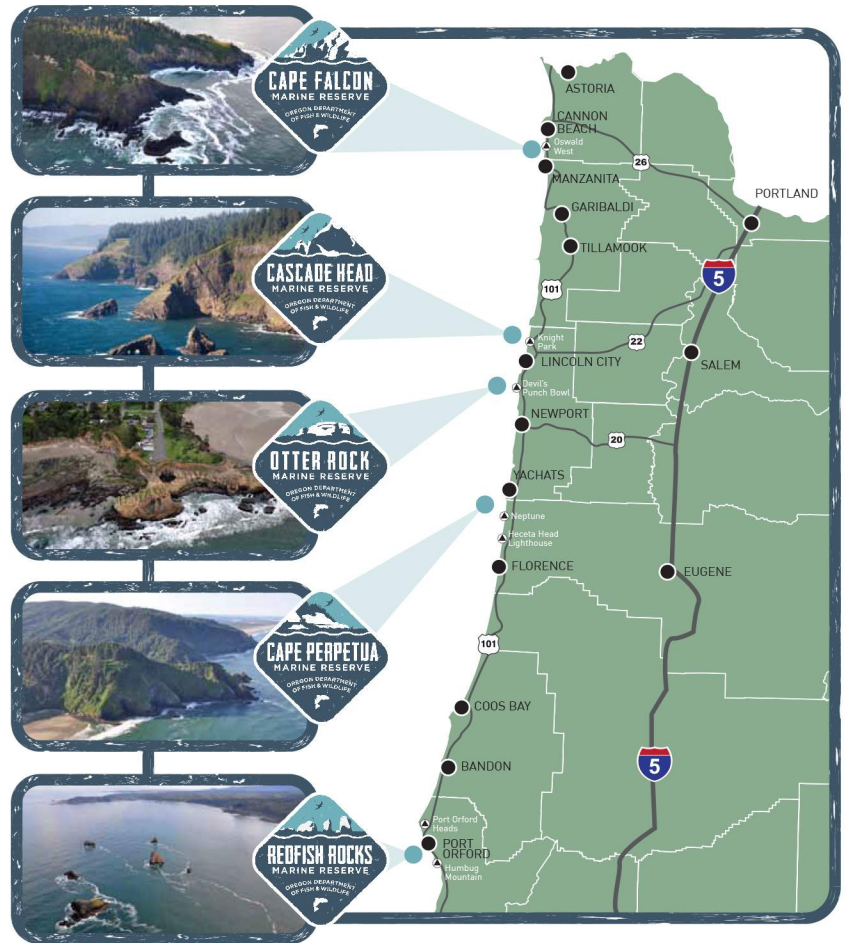 CAPE FALCON
MARINE RESERVE
OREGON DEPARTMENT
OF FISH & WILDLIFE
CASCADE HEAD
MARINE RESERVE
OREGON DEPARTMENT
OF FISH & WILDLIFE
OTTER ROCK
MARINE RESERVE
OREGON DEPARTMENT
OF FISH & WILDLIFE
CAPE PERPETUA
MARINE RESERVE
OREGON DEPARTMENT
OF FISH & WILDLIFE
REDFISH ROCKS
MARINE RESERVE
OREGON DEPARTMENT
OF FISH & WILDLIFE
ASTORIA
CANNON
BEACH
Oswald
West
26
MANZANITA
PORTLAND
GARIBALDI
TILLAMOOK
5
101
Knight
Park
22
LINCOLN CITY
SALEM
Devil's
Punch Bowl
NEWPORT
20
YACHATS
Neptune
Heceta Head
Lighthouse
FLORENCE
EUGENE
101
COOS BAY
BANDON
5
Port Orford
Heads
PORT
ORFORD
Humbug
Mountain